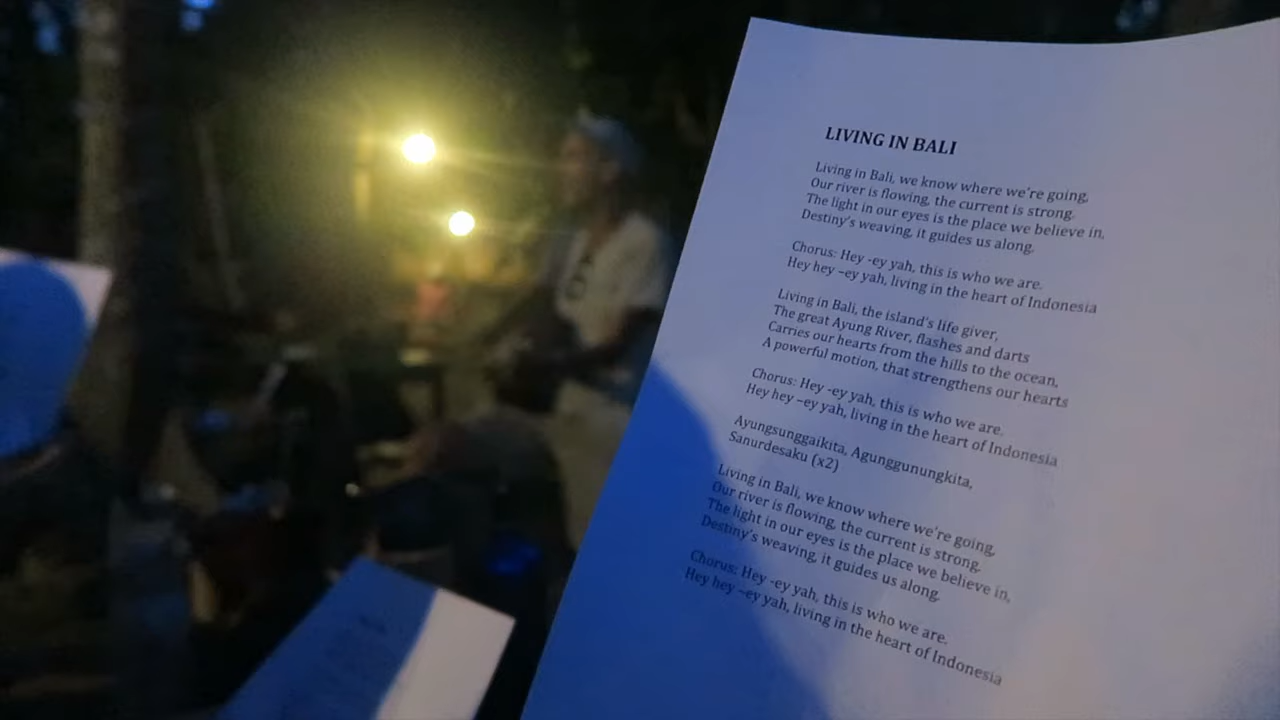 LIVING IN BALI
Living in Bali, we know where we're going,
Our river is flowing, the current is strong.
The light in our eyes is the place we believe in,
Destiny's weaving, it guides us along.
Chorus: Hey -ey yah, this is who we are.
Hey hey –ey yah, living in the heart of Indonesia
Living in Bali, the island's life giver,
The great Ayung River, flashes and darts
Carries our hearts from the hills to the ocean,
A powerful motion, that strengthens our hearts
Chorus: Hey -ey yah, this is who we are.
Hey hey –ey yah, living in the heart of Indonesia
Ayungsunggaikita, Agunggunungkita,
Sanurdesaku (x2)
Living in Bali, we know where we're going,
Our river is flowing, the current is strong.
The light in our eyes is the place we believe in,
Destiny's weaving, it guides us along.
Chorus: Hey -ey yah, this is who we are.
Hey hey –ey yah, living in the heart of Indonesia